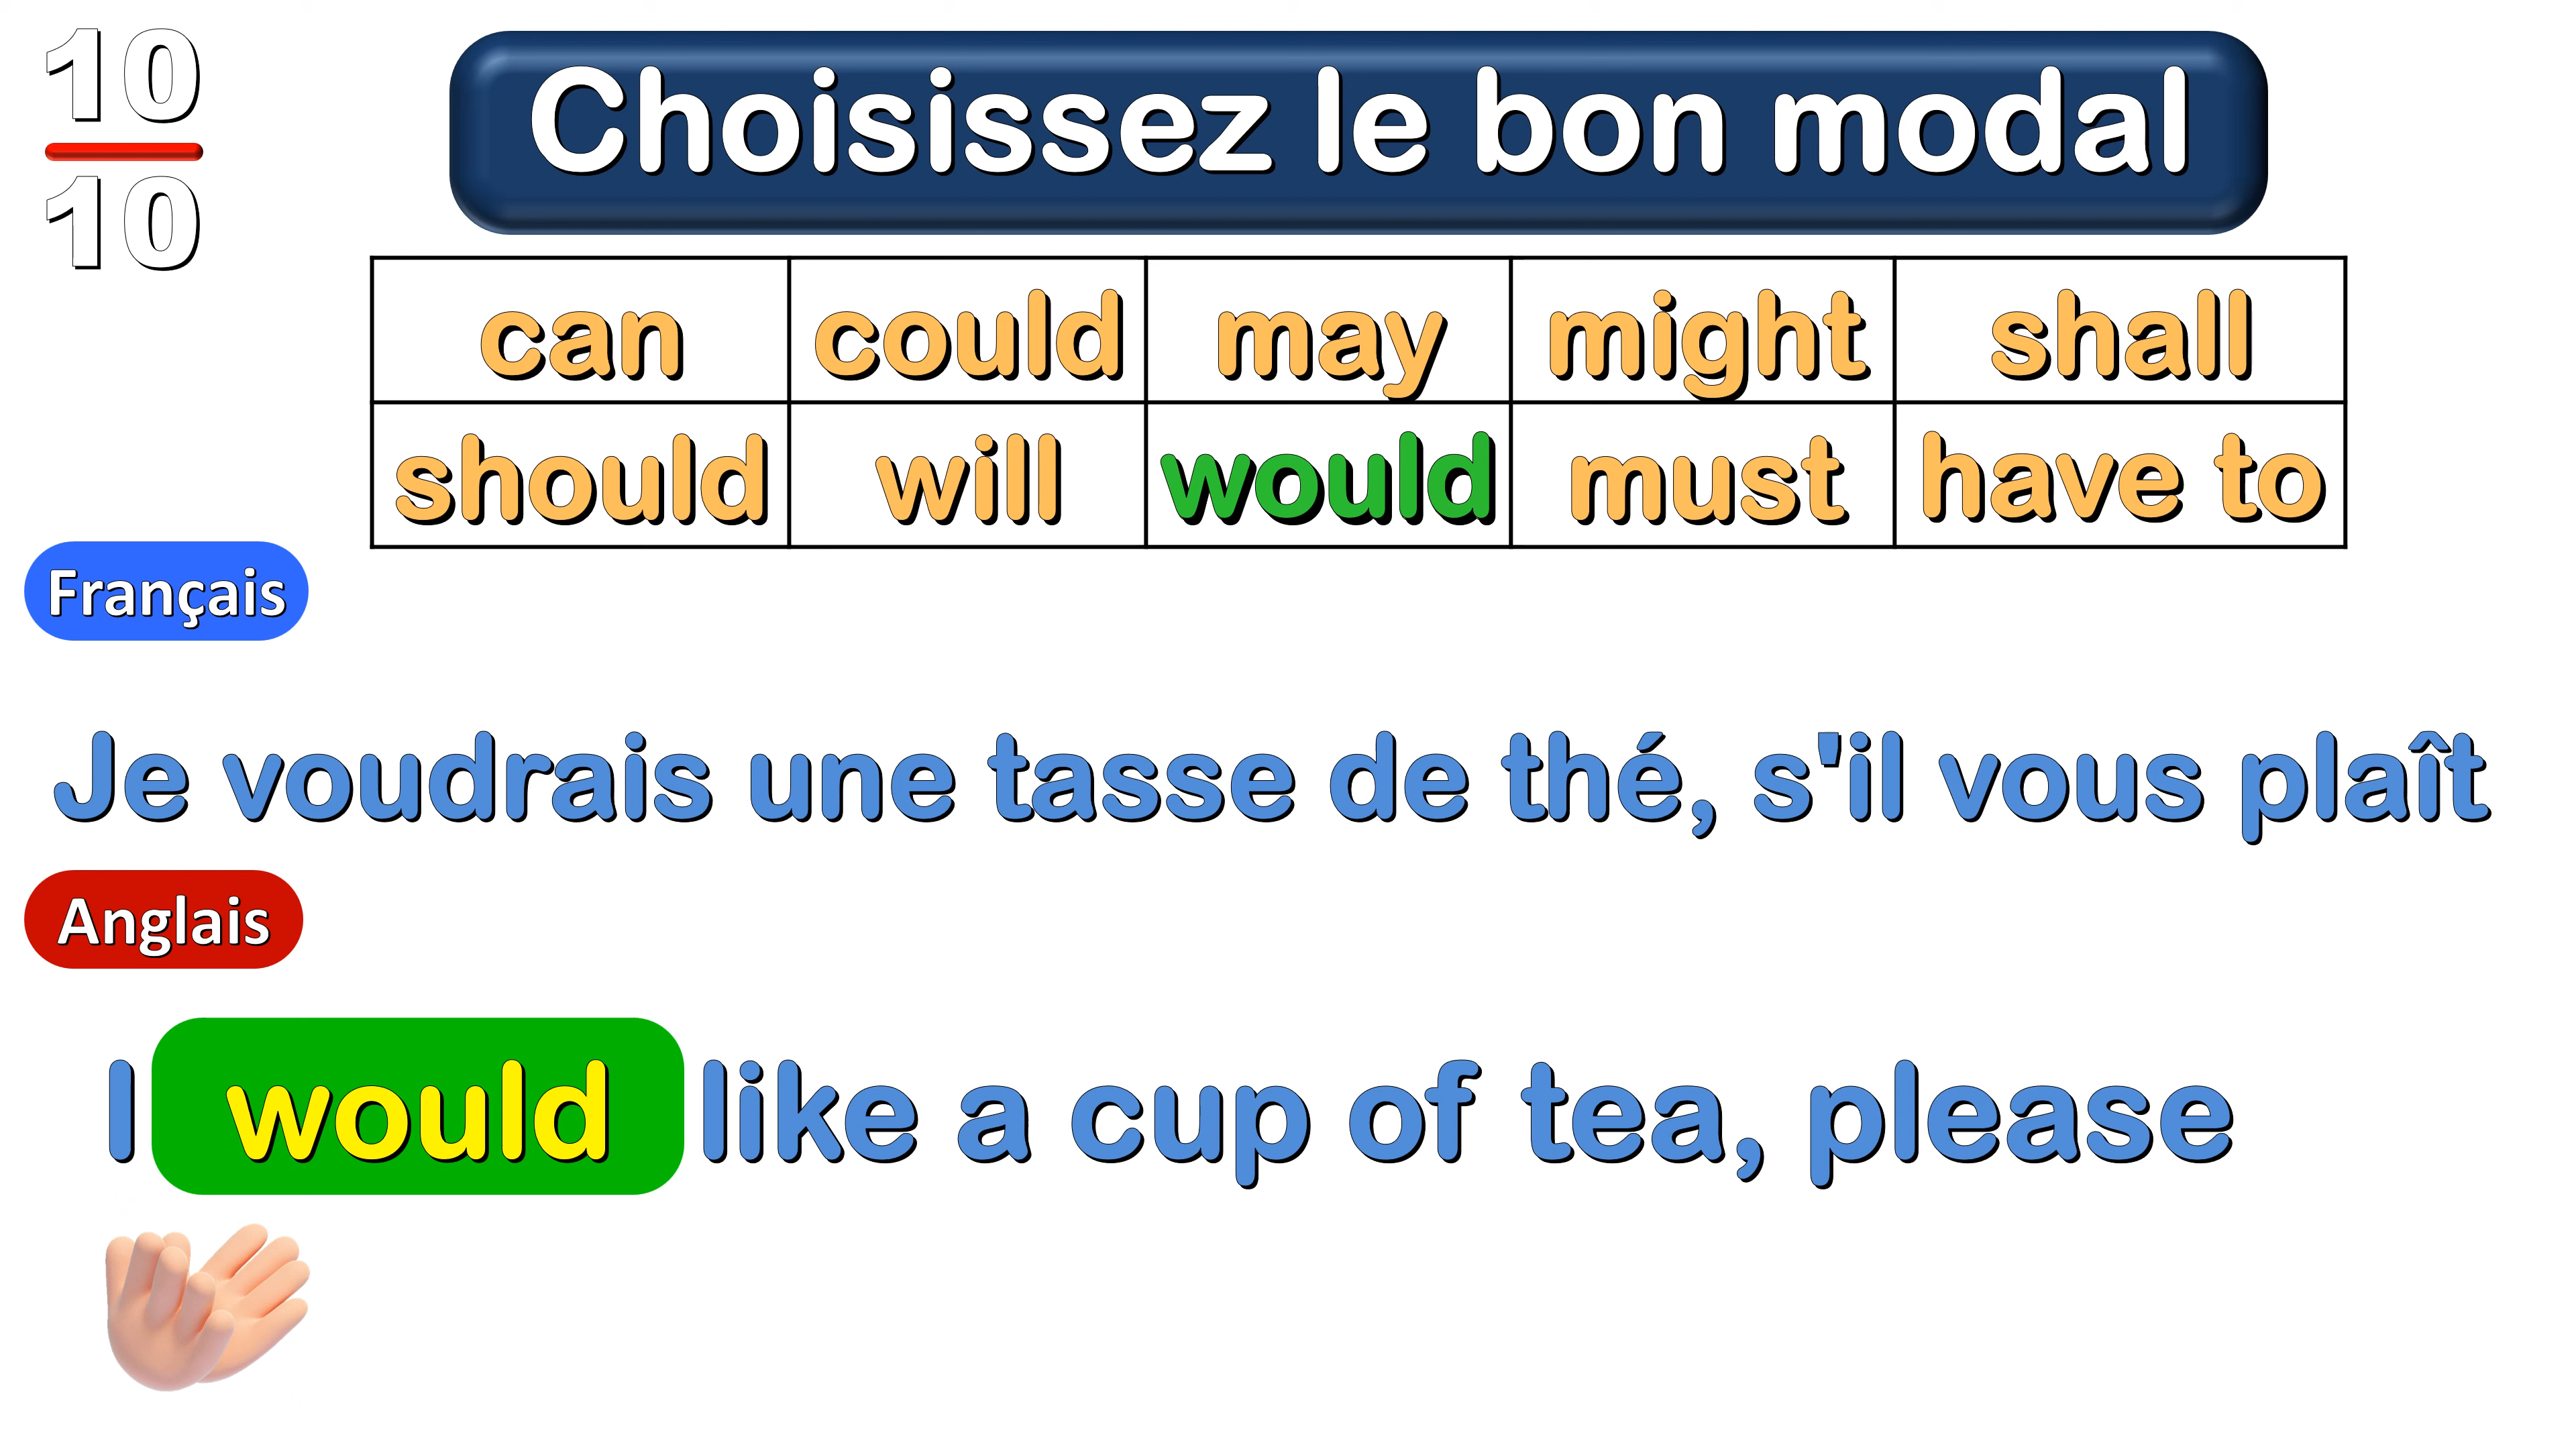 10
10
Choisissez le bon modal
can could may might shall
should will would must have to
Français
Je voudrais une tasse de thé, s'il vous plaît
Anglais
I would like a cup of tea, please